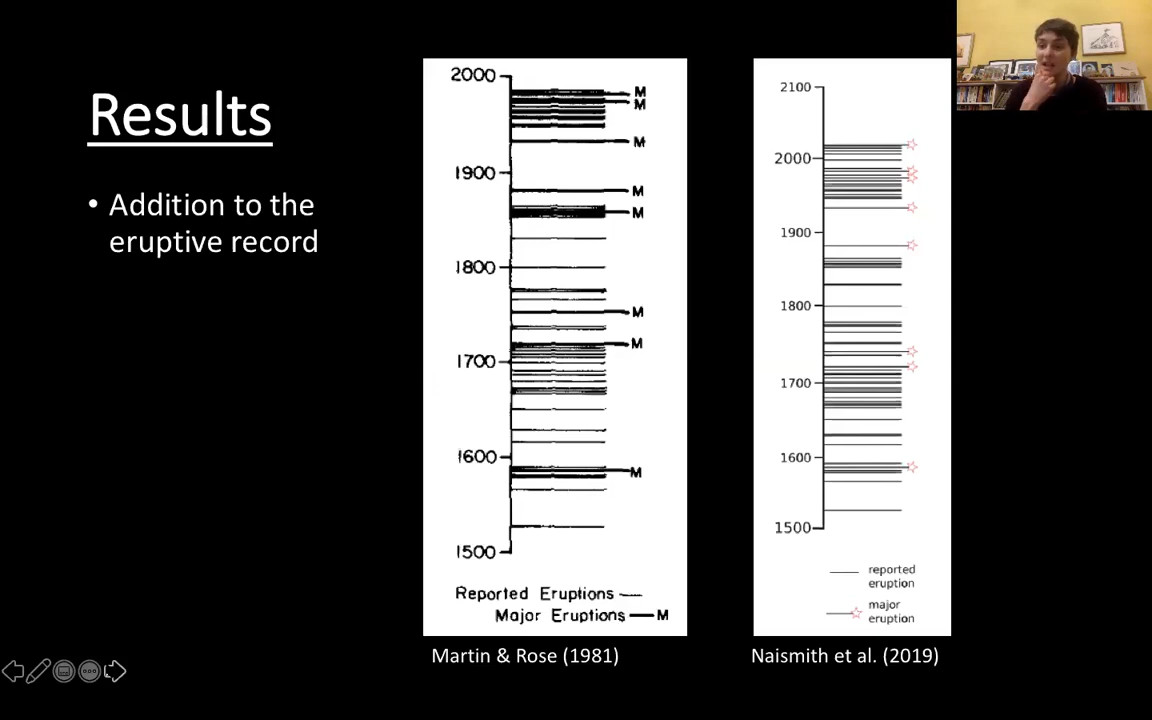 Results
• Addition to the
eruptive record
2000
M
M
M
1900
M
M
1800
M
M
1700
1600
M
1500
Reported Eruptions
Major Eruptions M
Martin & Rose (1981)
2100
2000
1900
1800
1700
1600
1500
reported
eruption
major
eruption
Naismith et al. (2019)